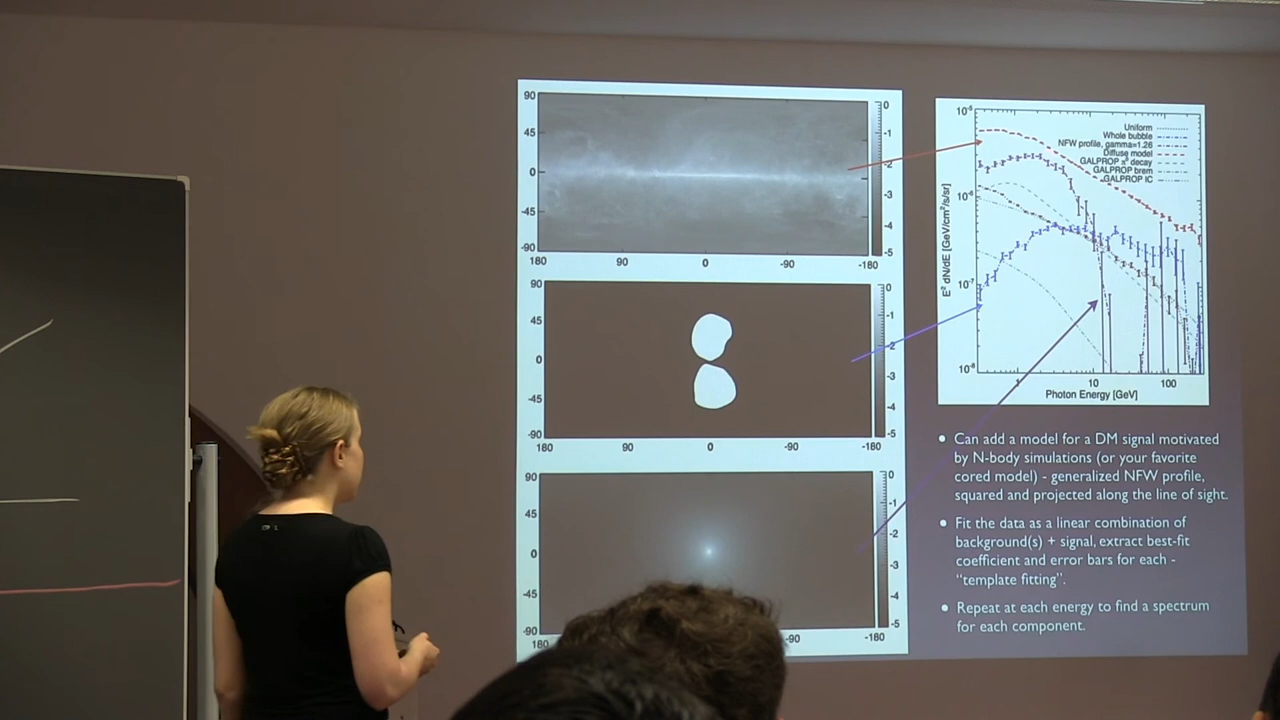 90
45
0
-45
-90
180
90
0
-90
-180
0
-1
-2
-3
-4
-5
90
45
0
-45
-90
180
90
0
-90
-180
0
-1
-2
-3
-4
-5
90
45
0
-45
-90
180
-90
-180
0
-1
-2
-3
-4
-5
10⁻⁵
10⁻⁶
10⁻⁷
10⁻⁸
E² dN/dE [GeV/cm²/s/sr]
Uniform
Whole bubble
NFW profile, gamma=1.26
Diffuse model
GALPROP π⁰ decay
GALPROP brem
GALPROP IC
1
10
100
Photon Energy [GeV]
• Can add a model for a DM signal motivated
by N-body simulations (or your favorite
cored model) - generalized NFW profile,
squared and projected along the line of sight.
• Fit the data as a linear combination of
background(s) + signal, extract best-fit
coefficient and error bars for each -
“template fitting”.
• Repeat at each energy to find a spectrum
for each component.